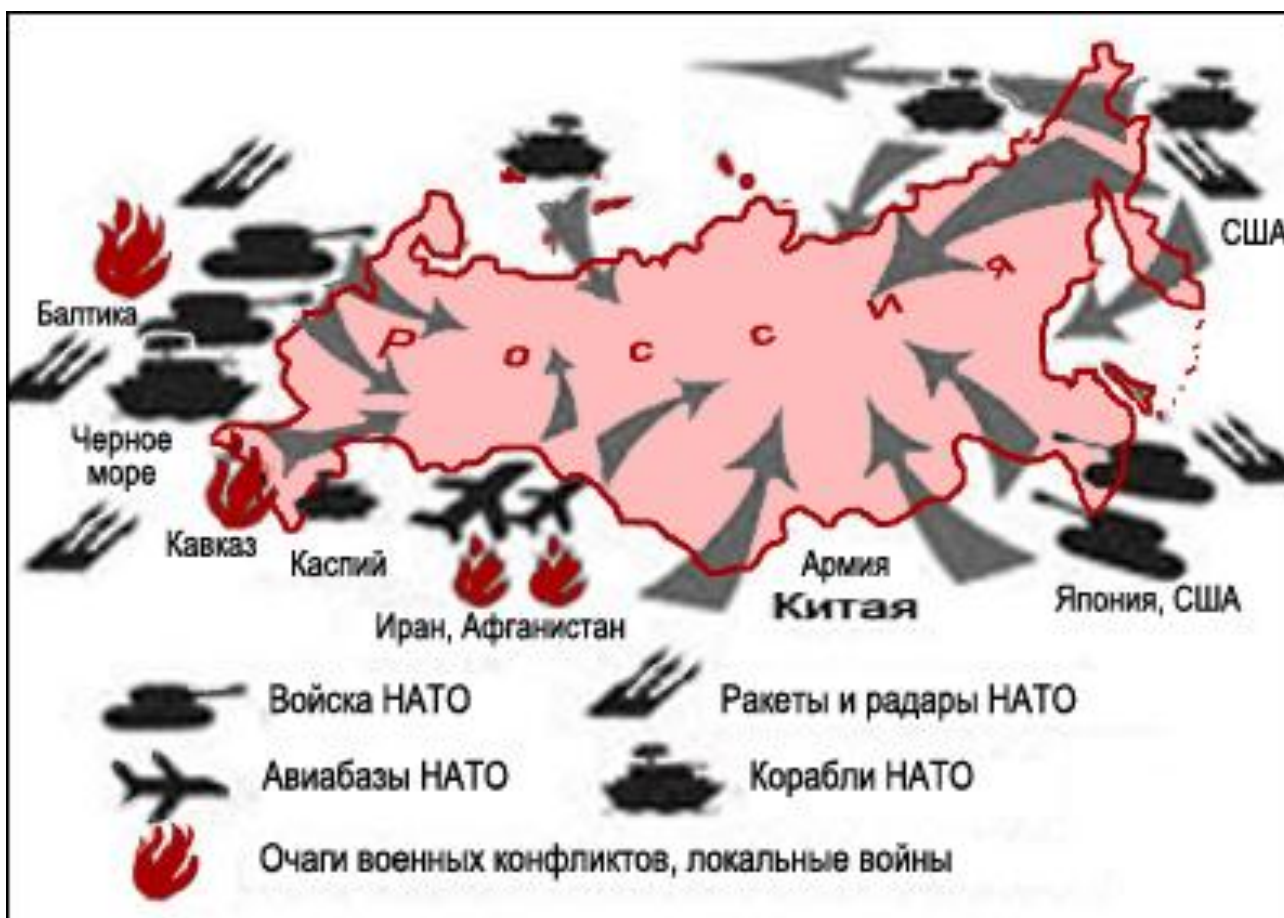 США
Балтика
Россия
Черное
море
Кавказ
Каспий
Иран, Афганистан
Армия
Китая
Япония, США
Войска НАТО
Ракеты и радары НАТО
Авиабазы НАТО
Корабли НАТО
Очаги военных конфликтов, локальные войны